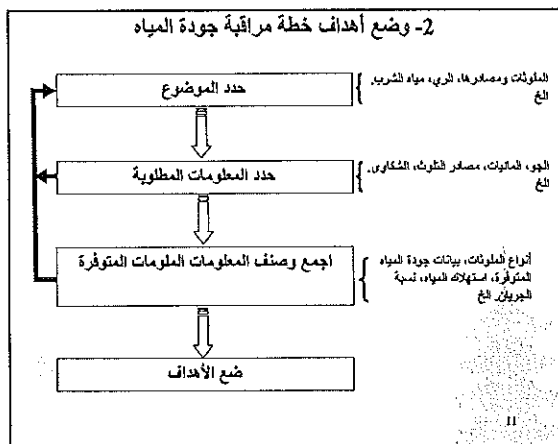 2- وضع أهداف خطة مراقبة جودة المياه
حدد الموضوع
الملوثات ومصادرها، الري، مياه الشرب.
الخ
حدد المعلومات المطلوبة
الجو، المائيات، مصادر التلوث، الشكاوى.
الخ
اجمع وصنف المعلومات الملومات المتوفرة
أنواع الملوثات، بيانات جودة المياه
المتوفرة، استهلاك المياه، نسبة
الجريان. الخ
ضع الأهداف
11